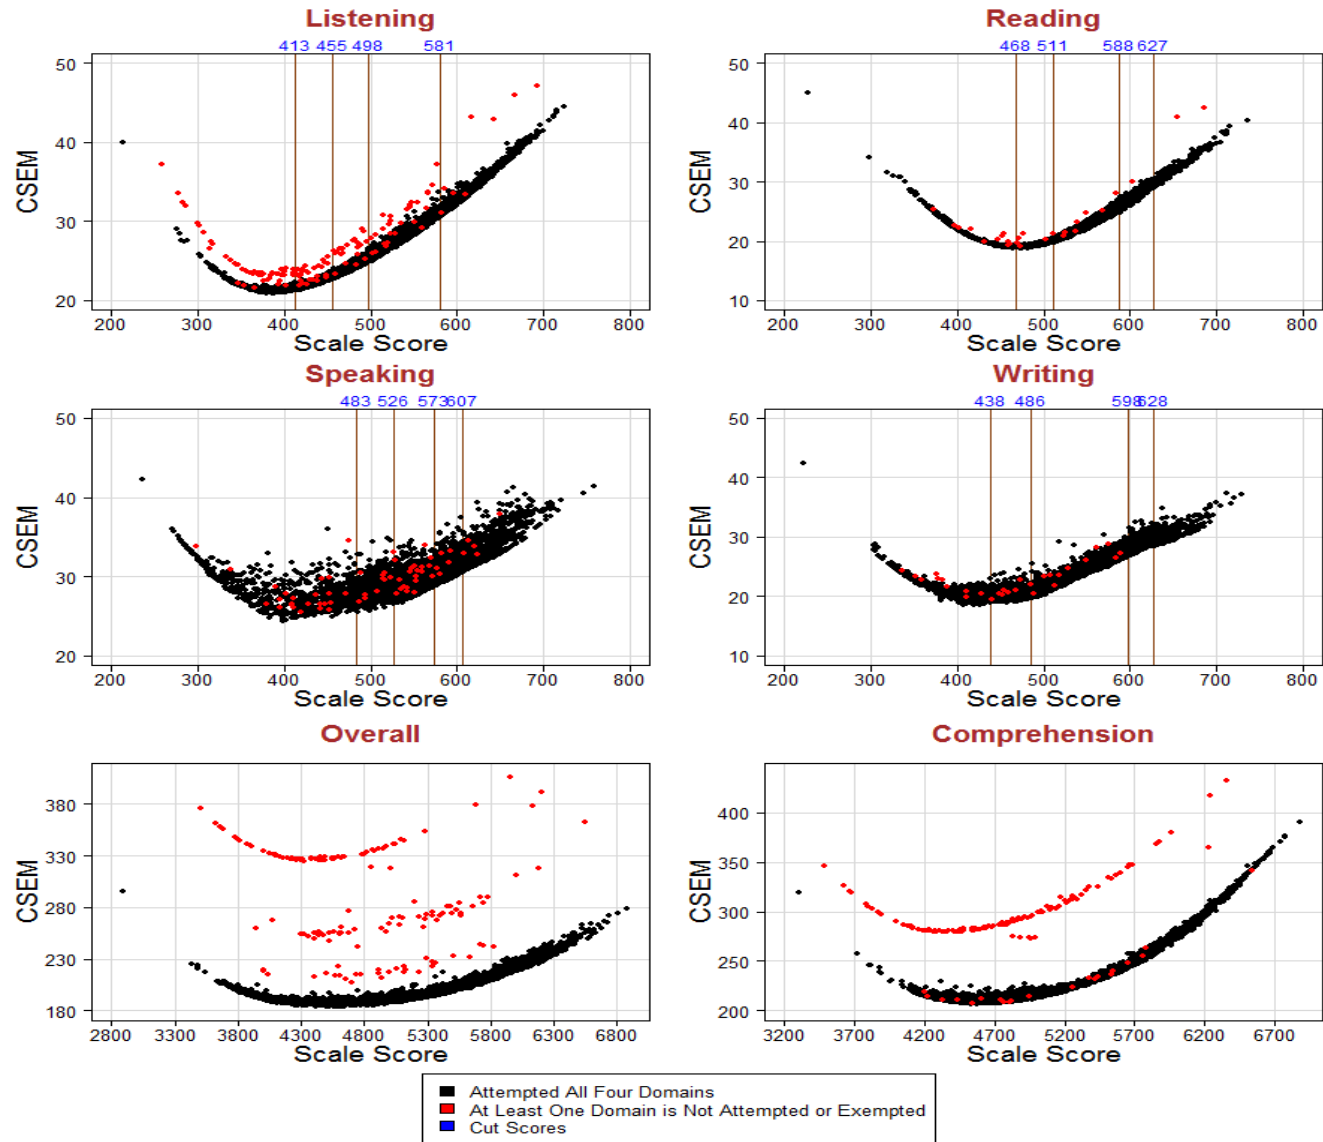 Listening
413 455 498 581
CSEM
50
40
30
20
200 300 400 500 600 700 800
Scale Score
Reading
468 511 588 627
CSEM
50
40
30
20
10
200 300 400 500 600 700 800
Scale Score
Speaking
483 526 573 607
CSEM
50
40
30
20
200 300 400 500 600 700 800
Scale Score
Writing
438 486 598 628
CSEM
50
40
30
20
10
200 300 400 500 600 700 800
Scale Score
Overall
CSEM
380
330
280
230
180
2800 3300 3800 4300 4800 5300 5800 6300 6800
Scale Score
Comprehension
CSEM
400
350
300
250
200
3200 3700 4200 4700 5200 5700 6200 6700
Scale Score
Attempted All Four Domains
At Least One Domain is Not Attempted or Exempted
Cut Scores